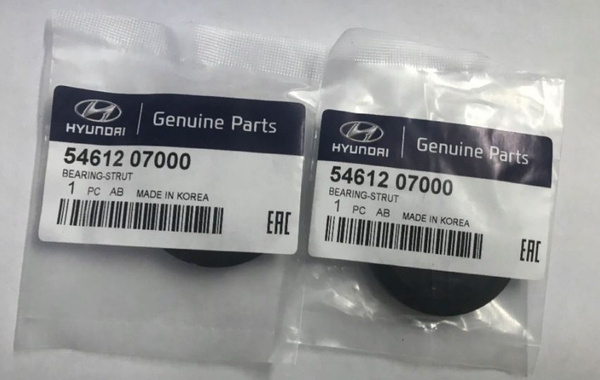 HYUNDAI
Genuine Parts
54612 07000
BEARING-STRUT
1 PC AB MADE IN KOREA
EAC
HYUNDAI
Genuine Parts
54612 07000
BEARING-STRUT
1 PC AB MADE IN KOREA
EAC